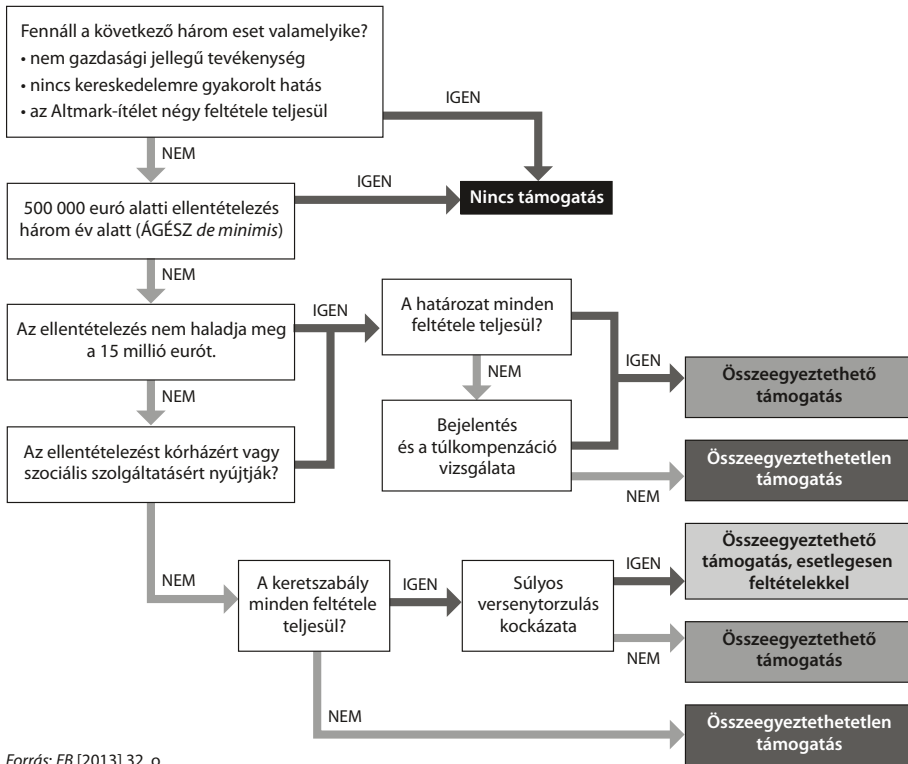 Fennáll a következő három eset valamelyike?
• nem gazdasági jellegű tevékenység
• nincs kereskedelemre gyakorolt hatás
• az Altmark-ítélet négy feltétele teljesül
IGEN
NEM
Nincs támogatás
500 000 euró alatti ellentételezés
három év alatt (ÁGÉSZ de minimis)
IGEN
NEM
Az ellentételezés nem haladja meg
a 15 millió eurót.
IGEN
NEM
A határozat minden
feltétele teljesül?
NEM
IGEN
Összeegyeztethető
támogatás
Az ellentételezést kórházért vagy
szociális szolgáltatásért nyújtják?
Bejelentés
és a túlkompenzáció
vizsgálata
NEM
Összeegyeztethetetlen
támogatás
NEM
A keretszabály
minden feltétele
teljesül?
IGEN
Súlyos
versenytorzulás
kockázata
IGEN
Összeegyeztethető
támogatás, esetlegesen
feltételekkel
NEM
Összeegyeztethető
támogatás
NEM
Összeegyeztethetetlen
támogatás
Forrás: EB [2013] 32. o.